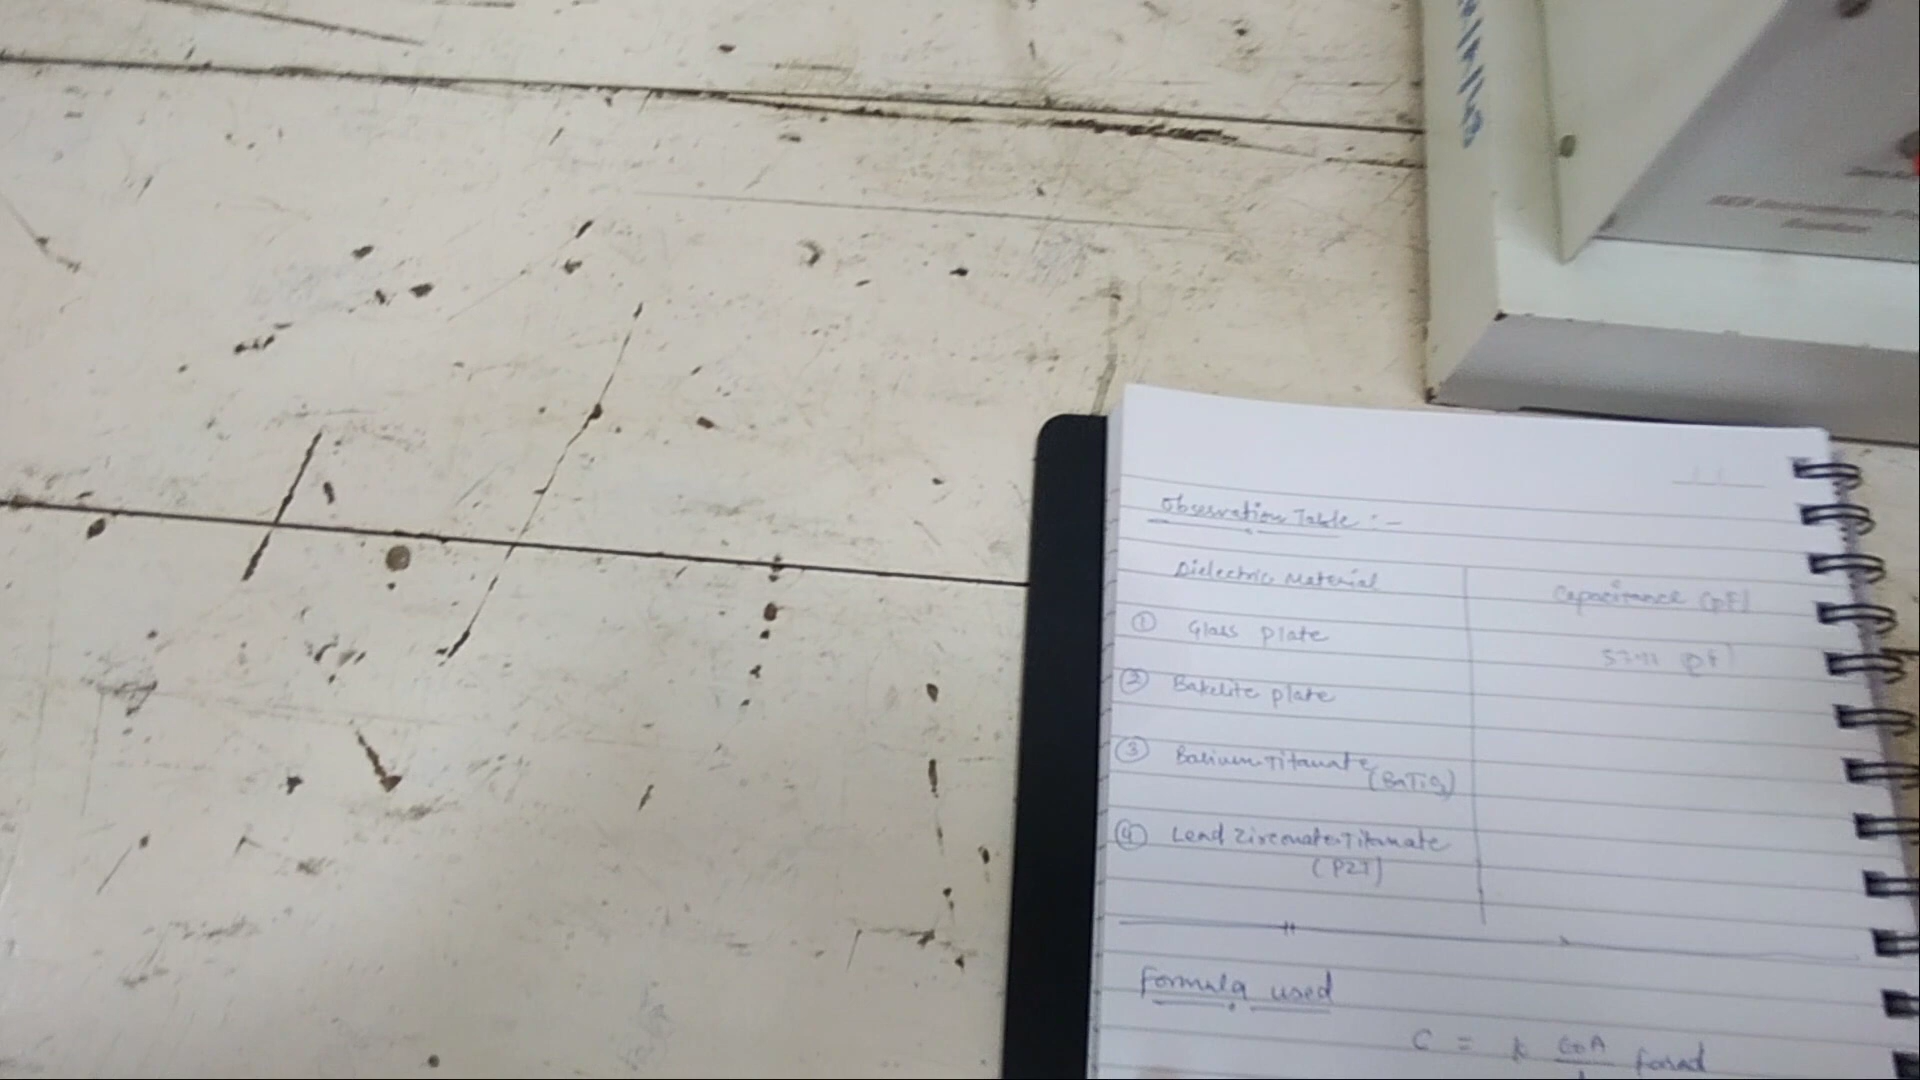 Observation Table :-
Dielectric Material
Capacitance (pF)
① Glass plate
② Bakelite plate
③ Barium Titanate
(BaTiO3)
④ Lead Zirconate Titanate
(PZT)
Formula used
C = k ε0A farad